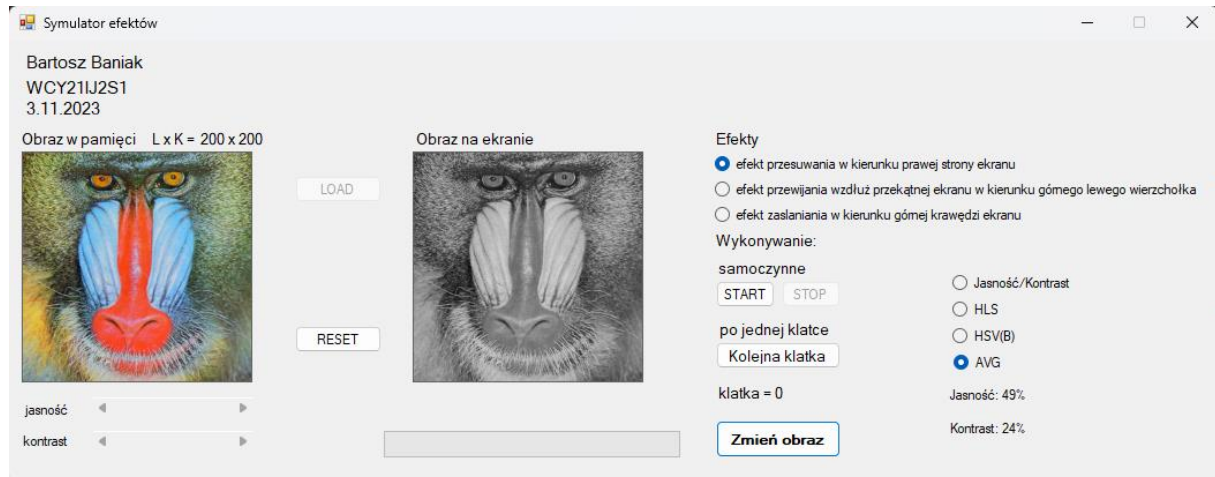 Symulator efektów
Bartosz Baniak
WCY21IJ2S1
3.11.2023
Obraz w pamięci L x K = 200 x 200
Obraz na ekranie
Efekty
efekt przesuwania w kierunku prawej strony ekranu
LOAD
efekt przewijania wzdłuż przekątnej ekranu w kierunku górnego lewego wierzchołka
efekt zasłaniania w kierunku górnej krawędzi ekranu
Wykonywanie:
samoczynne
START STOP
Jasność/Kontrast
HLS
po jednej klatce
HSV(B)
RESET
Kolejna klatka
AVG
klatka = 0
Jasność: 49%
jasność
Kontrast: 24%
kontrast
Zmień obraz